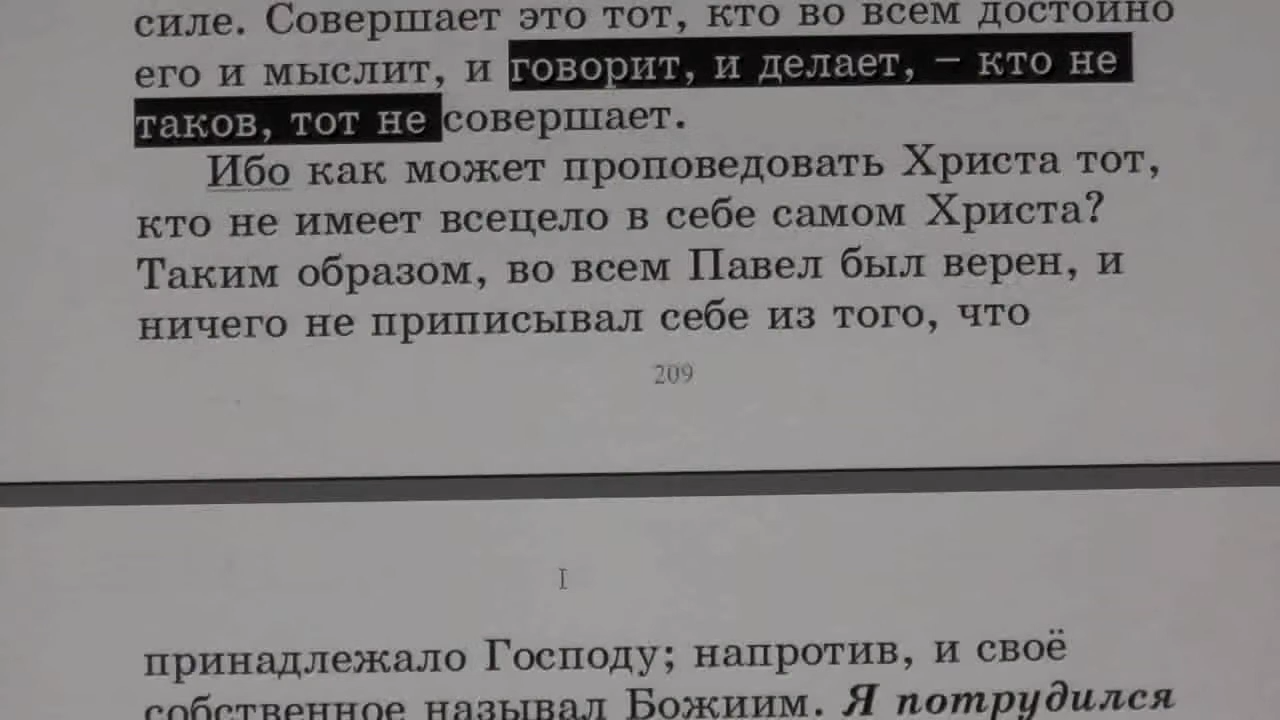 силе. Совершает это тот, кто во всем достойно
его и мыслит, и говорит, и делает, – кто не
таков, тот не совершает.
Ибо как может проповедовать Христа тот,
кто не имеет всецело в себе самом Христа?
Таким образом, во всем Павел был верен, и
ничего не приписывал себе из того, что
209
принадлежало Господу; напротив, и своё
собственное называл Божиим. Я потрудился